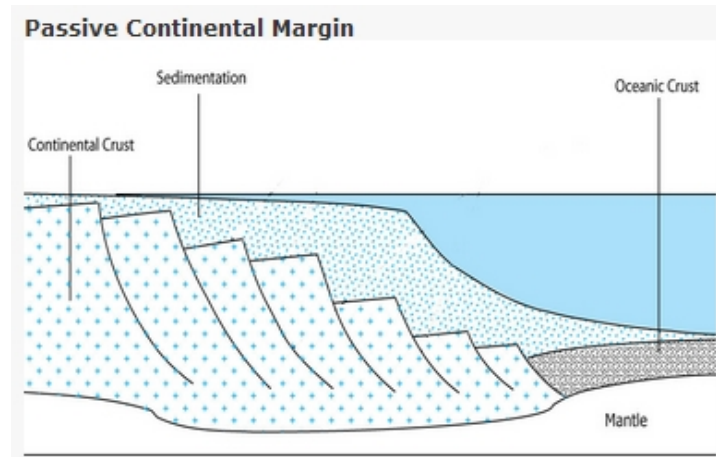 Passive Continental Margin
Sedimentation
Oceanic Crust
Continental Crust
Mantle